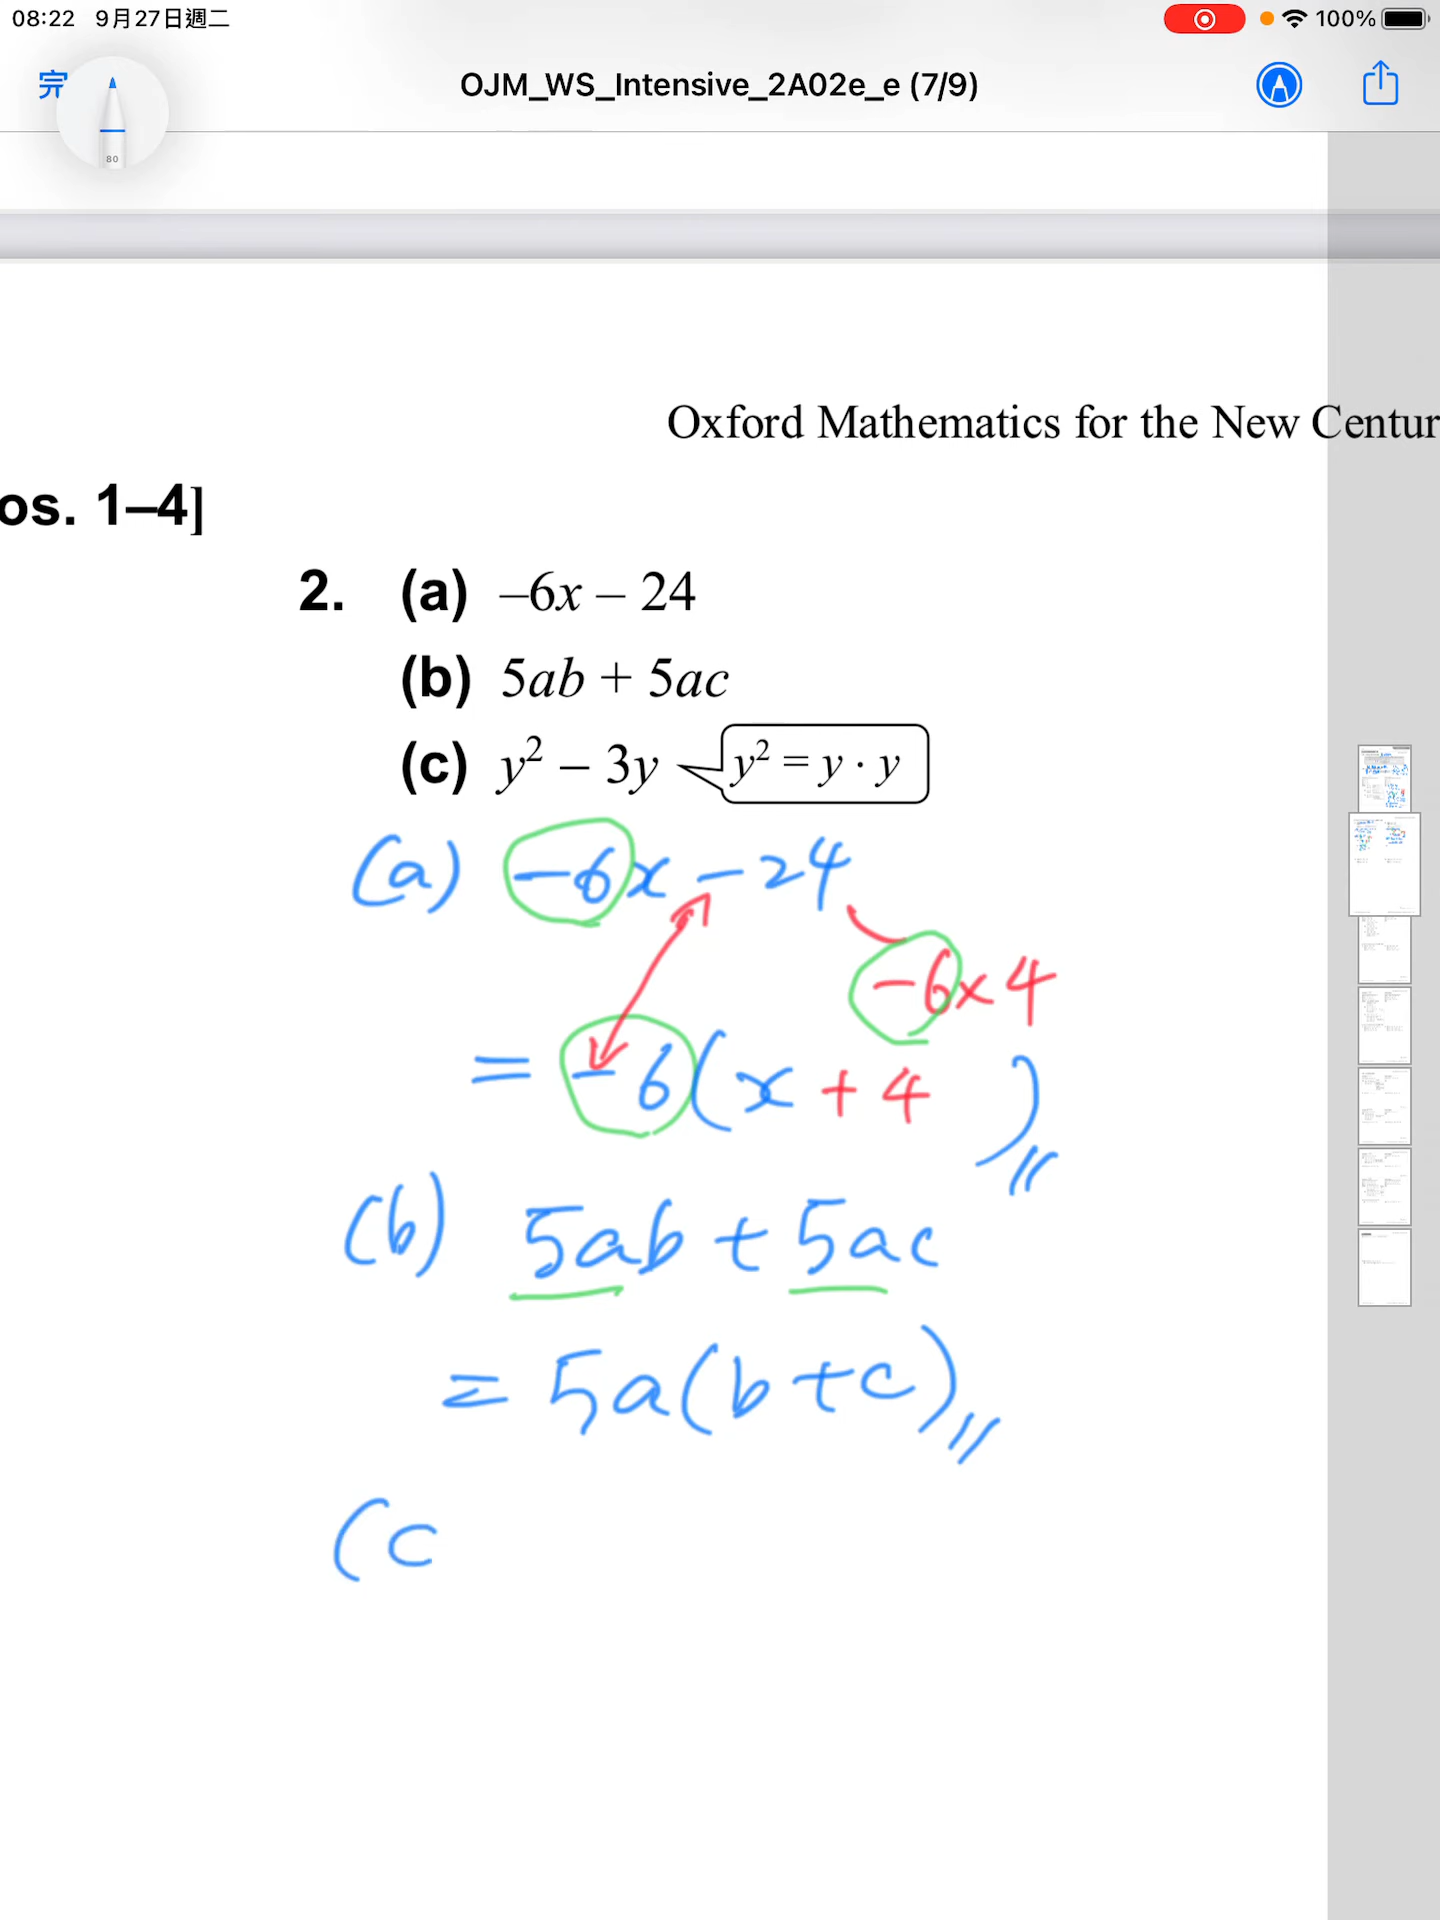 08:22 9月27日週二 100%
完 OJM_WS_Intensive_2A02e_e (7/9)
80
Oxford Mathematics for the New Centur
os. 1–4]
2. (a) –6x – 24
(b) 5ab + 5ac
(c) y² – 3y y² = y · y
(a) -6x - 24
-6x4
= -6(x + 4 )
(b) 5ab + 5ac
= 5a(b+c)
(c